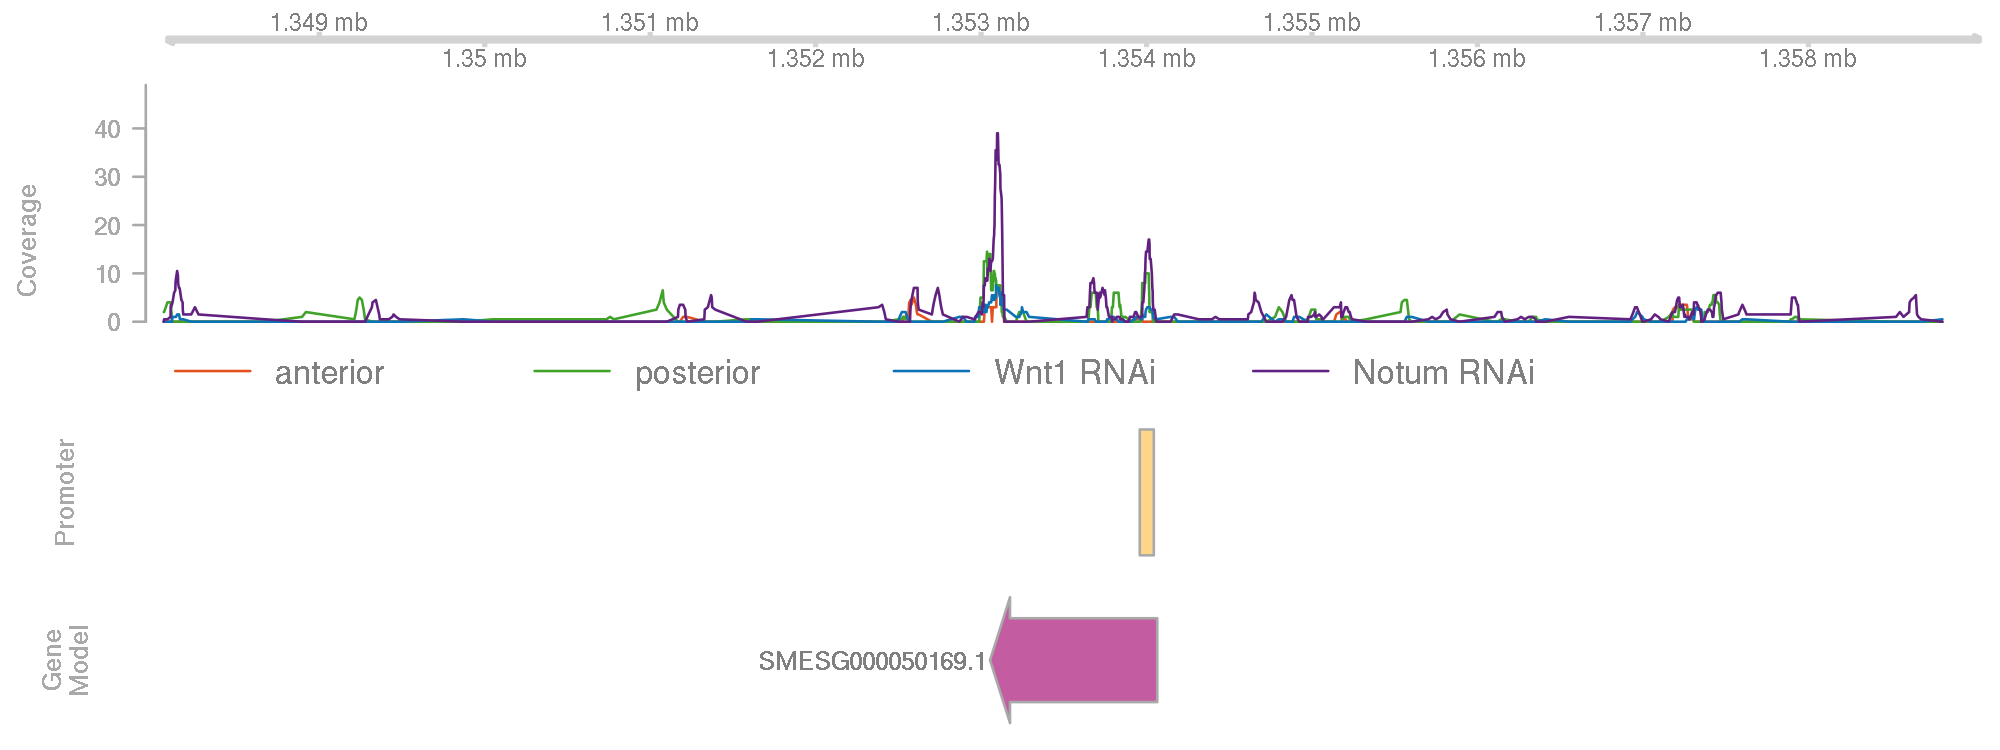 1.349 mb 1.351 mb 1.353 mb 1.355 mb 1.357 mb
1.35 mb 1.352 mb 1.354 mb 1.356 mb 1.358 mb
Coverage
40
30
20
10
0
anterior posterior Wnt1 RNAi Notum RNAi
Promoter
Gene
Model
SMESG000050169.1